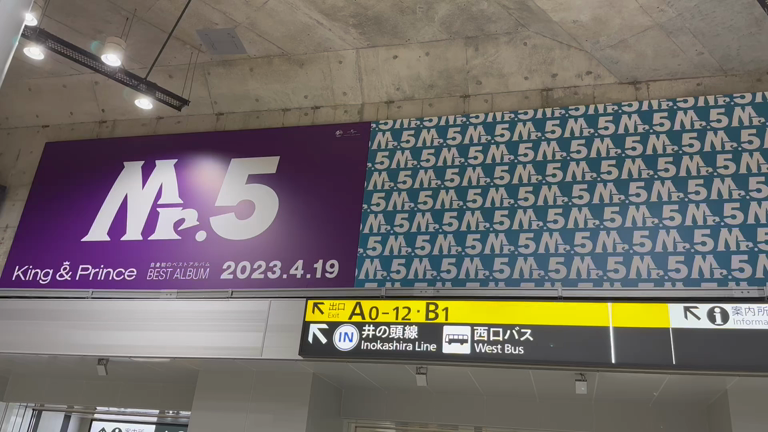 Mr.5
King & Prince
音楽初のベストアルバム
BEST ALBUM
2023.4.19
出口
Exit
A0-12・B1
IN
井の頭線
Inokashira Line
西口バス
West Bus
案内所
Informa